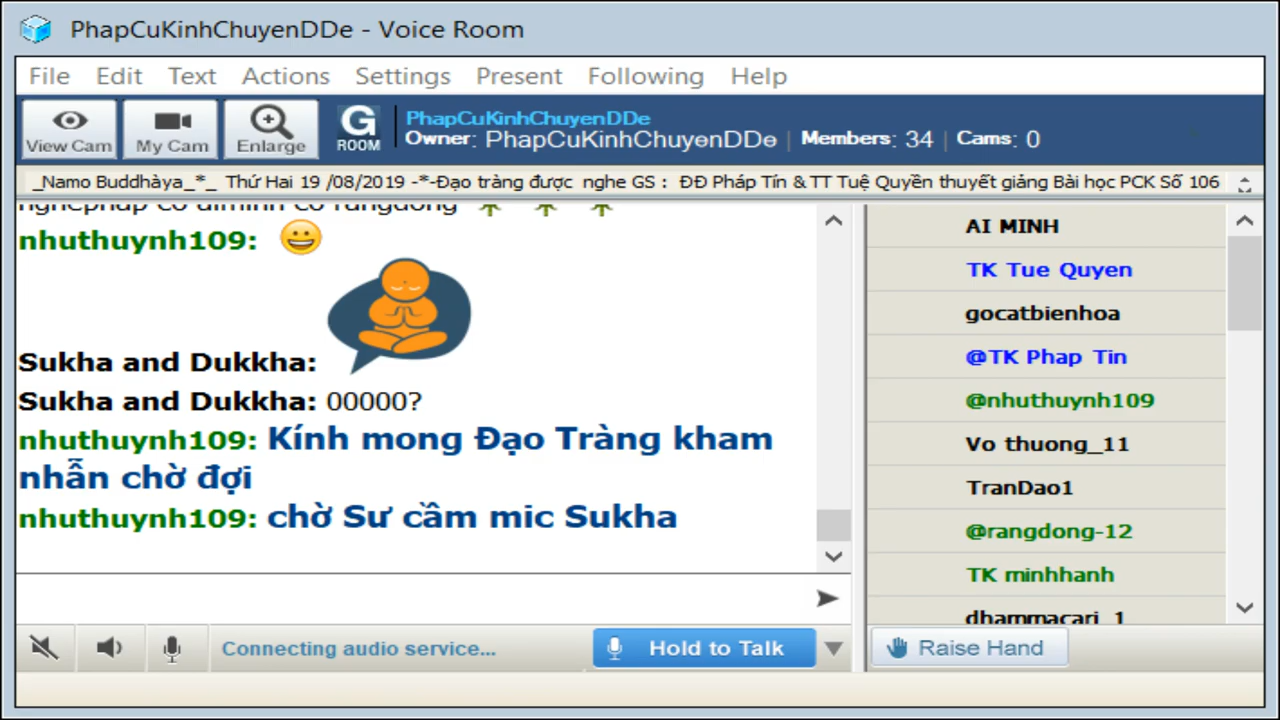 PhapCuKinhChuyenDDe - Voice Room
File Edit Text Actions Settings Present Following Help
View Cam My Cam Enlarge G ROOM
PhapCuKinhChuyenDDe
Owner: PhapCuKinhChuyenDDe | Members: 34 | Cams: 0
_Namo Buddhàya_*_ Thứ Hai 19 /08/2019 -*-Đạo tràng được nghe GS : ĐĐ Pháp Tín & TT Tuệ Quyền thuyết giảng Bài học PCK Số 106
nghephap co aiminh co rangdong
nhuthuynh109:
Sukha and Dukkha:
Sukha and Dukkha: 00000?
nhuthuynh109: Kính mong Đạo Tràng kham
nhẫn chờ đợi
nhuthuynh109: chờ Sư cầm mic Sukha
AI MINH
TK Tue Quyen
gocatbienhoa
@TK Phap Tin
@nhuthuynh109
Vo thuong_11
TranDao1
@rangdong-12
TK minhhanh
dhammacari_1
Connecting audio service...
Hold to Talk
Raise Hand